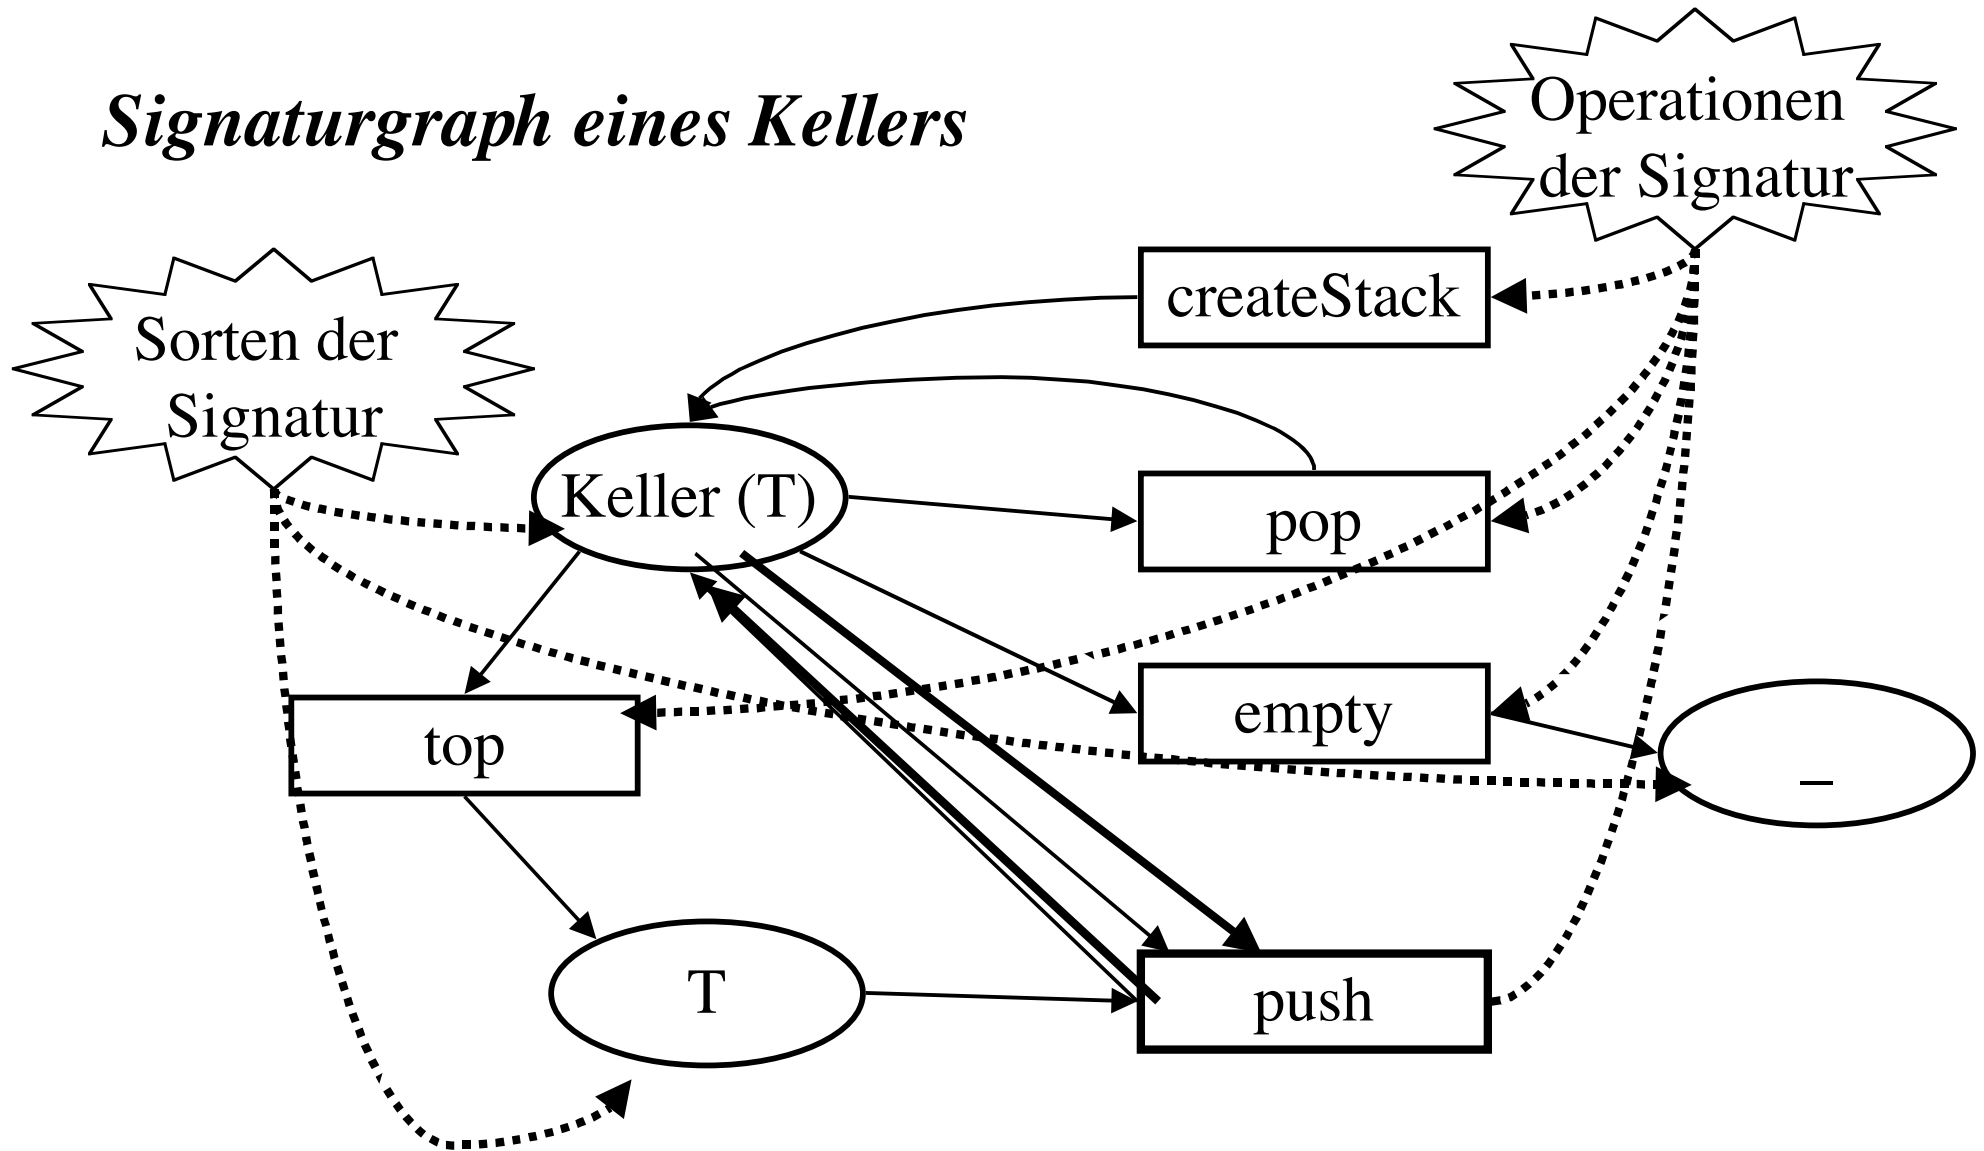 Signaturgraph eines Kellers
Operationen
der Signatur
Sorten der
Signatur
createStack
Keller (T)
pop
empty
top
_
T
push